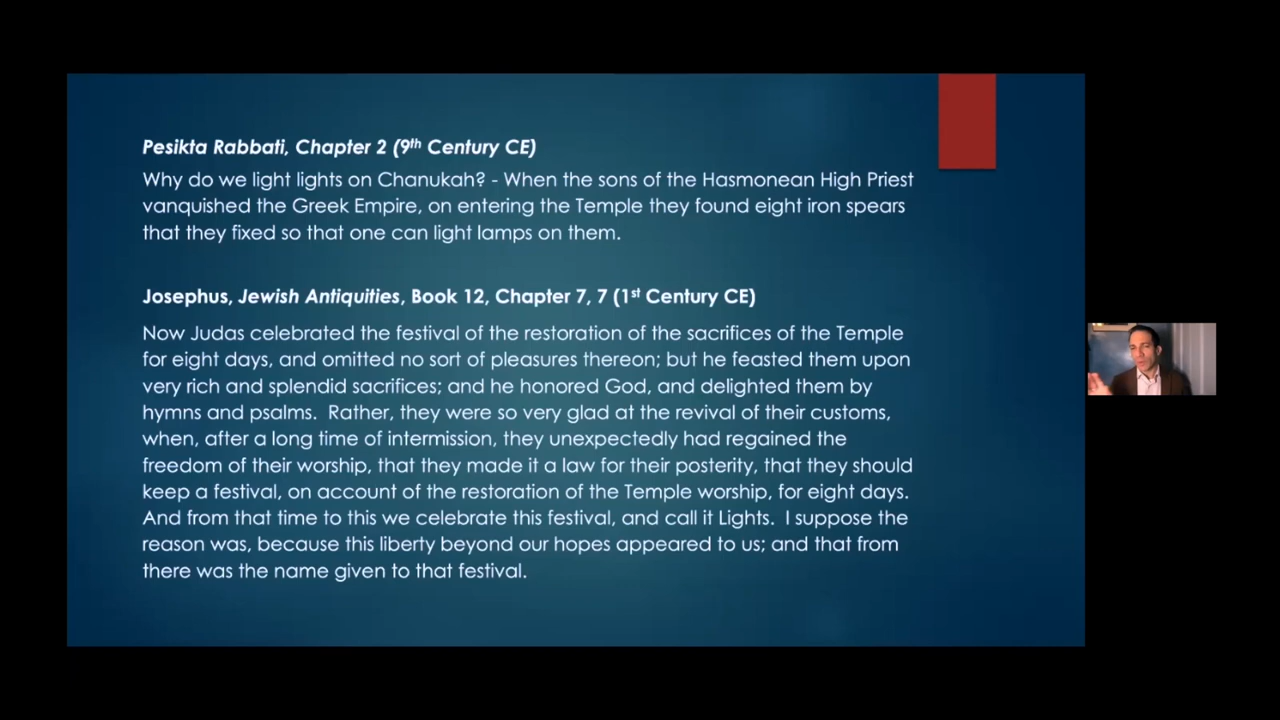 Pesikta Rabbati, Chapter 2 (9th Century CE)
Why do we light lights on Chanukah? - When the sons of the Hasmonean High Priest
vanquished the Greek Empire, on entering the Temple they found eight iron spears
that they fixed so that one can light lamps on them.
Josephus, Jewish Antiquities, Book 12, Chapter 7, 7 (1st Century CE)
Now Judas celebrated the festival of the restoration of the sacrifices of the Temple
for eight days, and omitted no sort of pleasures thereon; but he feasted them upon
very rich and splendid sacrifices; and he honored God, and delighted them by
hymns and psalms.  Rather, they were so very glad at the revival of their customs,
when, after a long time of intermission, they unexpectedly had regained the
freedom of their worship, that they made it a law for their posterity, that they should
keep a festival, on account of the restoration of the Temple worship, for eight days.
And from that time to this we celebrate this festival, and call it Lights.  I suppose the
reason was, because this liberty beyond our hopes appeared to us; and that from
there was the name given to that festival.